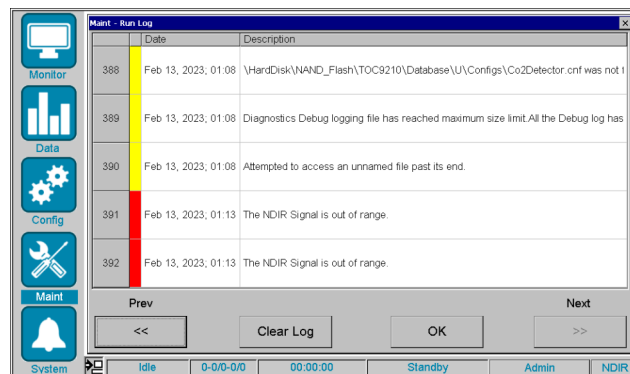 Maint - Run Log
Date Description
388 Feb 13, 2023; 01:08 \HardDisk\NAND_Flash\TOC9210\Database\U\Configs\Co2Detector.cnf was not
389 Feb 13, 2023; 01:08 Diagnostics Debug logging file has reached maximum size limit.All the Debug log has
390 Feb 13, 2023; 01:08 Attempted to access an unnamed file past its end.
391 Feb 13, 2023; 01:13 The NDIR Signal is out of range.
392 Feb 13, 2023; 01:13 The NDIR Signal is out of range.
Monitor
Data
Config
Maint
System
Prev Next
<< Clear Log OK >>
Idle 0-0/0-0/0 00:00:00 Standby Admin NDIR